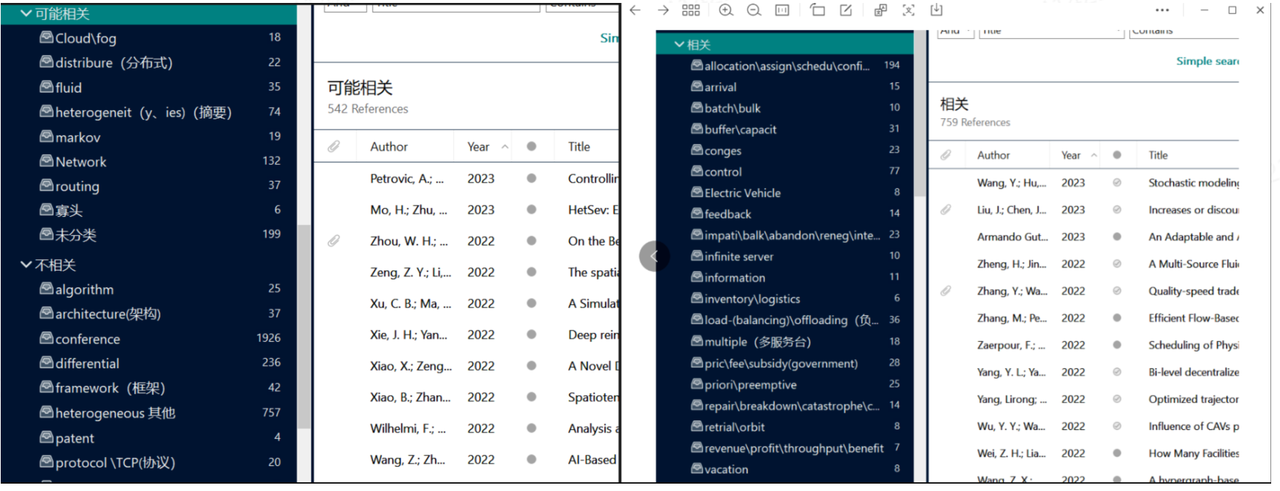 And Title Contains
可能相关
Cloud\fog 18
distribure（分布式） 22
fluid 35
heterogeneit（y、ies)（摘要） 74
markov 19
Network 132
routing 37
寡头 6
未分类 199
不相关
algorithm 25
architecture(架构) 37
conference 1926
differential 236
framework（框架） 42
heterogeneous 其他 757
patent 4
protocol \TCP(协议) 20
Sin
可能相关
542 References
Author Year Title
Petrovic, A.; ... 2023 Controllin
Mo, H.; Zhu, ... 2023 HetSev: E
Zhou, W. H.; ... 2022 On the Be
Zeng, Z. Y.; Li,... 2022 The spatia
Xu, C. B.; Ma, ... 2022 A Simulat
Xie, J. H.; Yan... 2022 Deep rein
Xiao, X.; Zeng... 2022 A Novel D
Xiao, B.; Zhan... 2022 Spatioten
Wilhelmi, F.; ... 2022 Analysis a
Wang, Z.; Zh... 2022 AI-Based
相关
allocation\assign\schedu\confi... 194
arrival 15
batch\bulk 10
buffer\capacit 31
conges 23
control 77
Electric Vehicle 8
feedback 14
impati\balk\abandon\reneg\inte... 23
infinite server 10
information 11
inventory\logistics 6
load-(balancing)\offloading（负... 36
multiple（多服务台） 18
pric\fee\subsidy(government) 28
priori\preemptive 25
repair\breakdown\catastrophe\c... 14
retrial\orbit 8
revenue\profit\throughput\benefit 7
vacation 8
And Title Contains
Simple sear
相关
759 References
Author Year Title
Wang, Y.; Hu,... 2023 Stochastic modeling
Liu, J.; Chen, J... 2023 Increases or discou
Armando Gut... 2023 An Adaptable and A
Zheng, H.; Jin... 2022 A Multi-Source Fluid
Zhang, Y.; Wa... 2022 Quality-speed trade
Zhang, M.; Pe... 2022 Efficient Flow-Based
Zaerpour, F.; ... 2022 Scheduling of Physi
Yang, Y. L.; Ya... 2022 Bi-level decentralize
Yang, Lirong; ... 2022 Optimized trajector
Wu, Y. Y.; Wa... 2022 Influence of CAVs p
Wei, Z. H.; Lia... 2022 How Many Facilities
Wang, Z. X.; 2022 A hypergraph-base